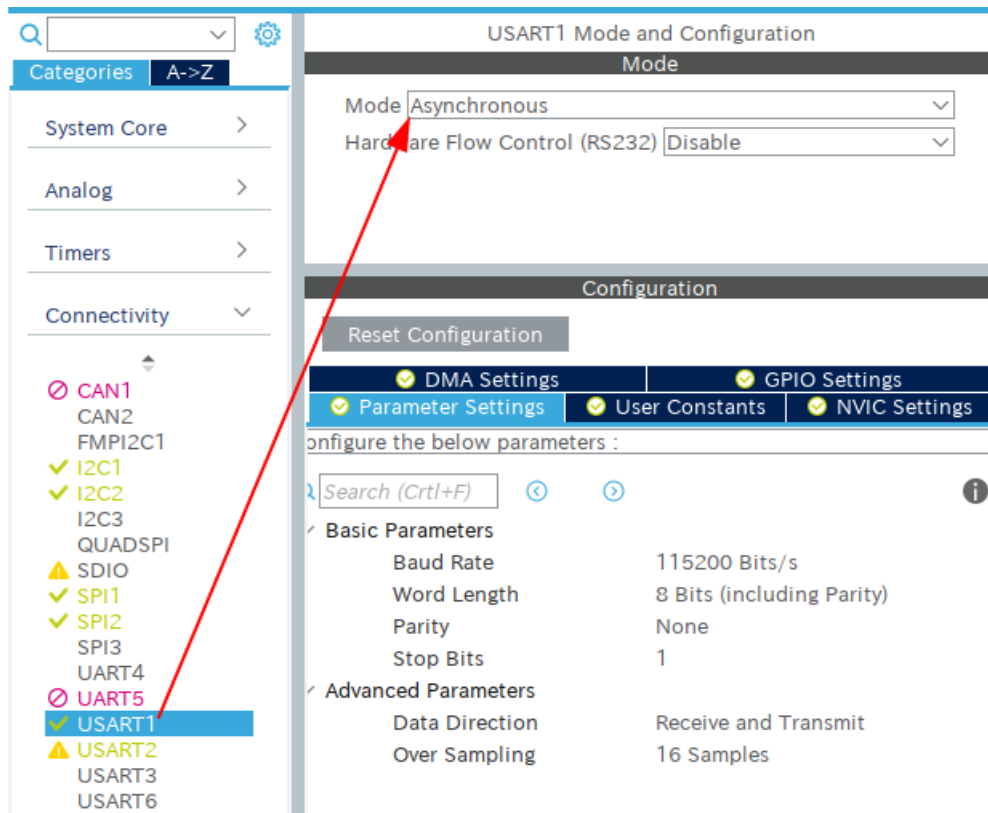 Categories
A->Z
System Core
Analog
Timers
Connectivity
CAN1
CAN2
FMPI2C1
I2C1
I2C2
I2C3
QUADSPI
SDIO
SPI1
SPI2
SPI3
UART4
UART5
USART1
USART2
USART3
USART6
USART1 Mode and Configuration
Mode
Mode Asynchronous
Hardware Flow Control (RS232) Disable
Configuration
Reset Configuration
DMA Settings
GPIO Settings
Parameter Settings
User Constants
NVIC Settings
onfigure the below parameters :
Search (Crtl+F)
Basic Parameters
Baud Rate 115200 Bits/s
Word Length 8 Bits (including Parity)
Parity None
Stop Bits 1
Advanced Parameters
Data Direction Receive and Transmit
Over Sampling 16 Samples